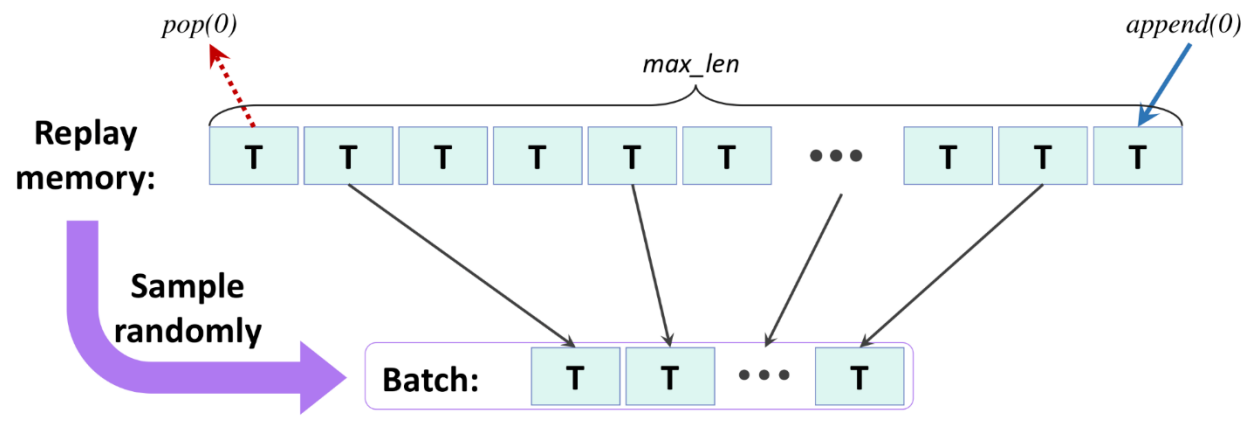 pop(0)
append(0)
max_len
Replay
memory:
T T T T T T ••• T T T
Sample
randomly
Batch: T T ••• T